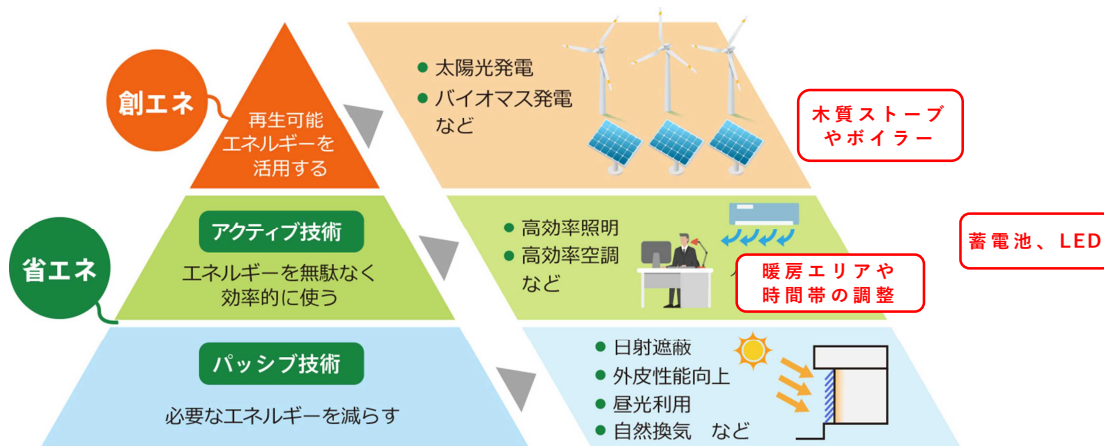 創エネ
再生可能
エネルギーを
活用する
● 太陽光発電
● バイオマス発電
など
木質ストーブ
やボイラー
省エネ
アクティブ技術
エネルギーを無駄なく
効率的に使う
● 高効率照明
● 高効率空調
など
暖房エリアや
時間帯の調整
蓄電池、LED
パッシブ技術
必要なエネルギーを減らす
● 日射遮蔽
● 外皮性能向上
● 昼光利用
● 自然換気　など